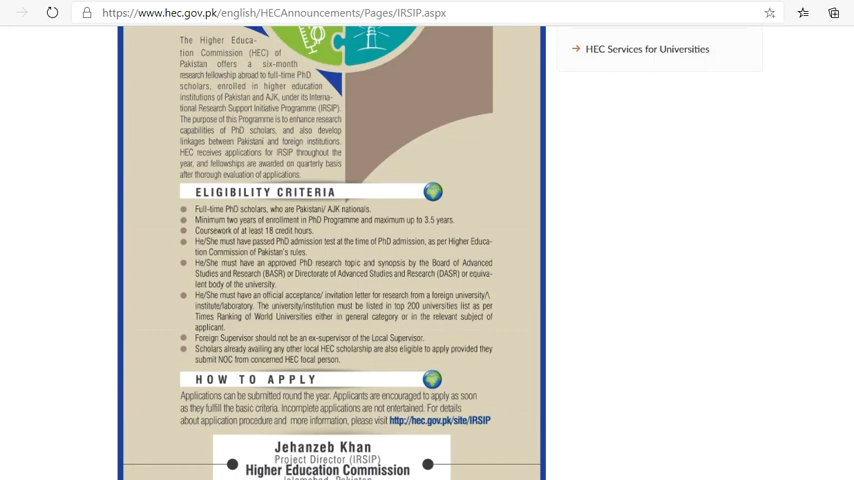 https://www.hec.gov.pk/english/HECAnnouncements/Pages/IRSIP.aspx
HEC Services for Universities
The Higher Educa-
tion Commission (HEC) of
Pakistan offers a six-month
research fellowship abroad to full-time PhD
scholars, enrolled in higher education
institutions of Pakistan and AJK, under its Interna-
tional Research Support Initiative Programme (IRSIP).
The purpose of this Programme is to enhance research
capabilities of PhD scholars, and also develop
linkages between Pakistani and foreign institutions.
HEC receives applications for IRSIP throughout the
year, and fellowships are awarded on quarterly basis
after thorough evaluation of applications.
ELIGIBILITY CRITERIA
Full-time PhD scholars, who are Pakistani/ AJK nationals.
Minimum two years of enrollment in PhD Programme and maximum up to 3.5 years.
Coursework of at least 18 credit hours.
He/She must have passed PhD admission test at the time of PhD admission, as per Higher Educa-
tion Commission of Pakistan's rules.
He/She must have an approved PhD research topic and synopsis by the Board of Advanced
Studies and Research (BASR) or Directorate of Advanced Studies and Research (DASR) or equiva-
lent body of the university.
He/She must have an official acceptance/ invitation letter for research from a foreign university/\
institute/laboratory. The university/institution must be listed in top 200 universities list as per
Times Ranking of World Universities either in general category or in the relevant subject of
applicant.
Foreign Supervisor should not be an ex-supervisor of the Local Supervisor.
Scholars already availing any other local HEC scholarship are also eligible to apply provided they
submit NOC from concerned HEC focal person.
HOW TO APPLY
Applications can be submitted round the year. Applicants are encouraged to apply as soon
as they fulfill the basic criteria. Incomplete applications are not entertained. For details
about application procedure and more information, please visit http://hec.gov.pk/site/IRSIP
Jehanzeb Khan
Project Director (IRSIP)
Higher Education Commission
Islamabad, Pakistan